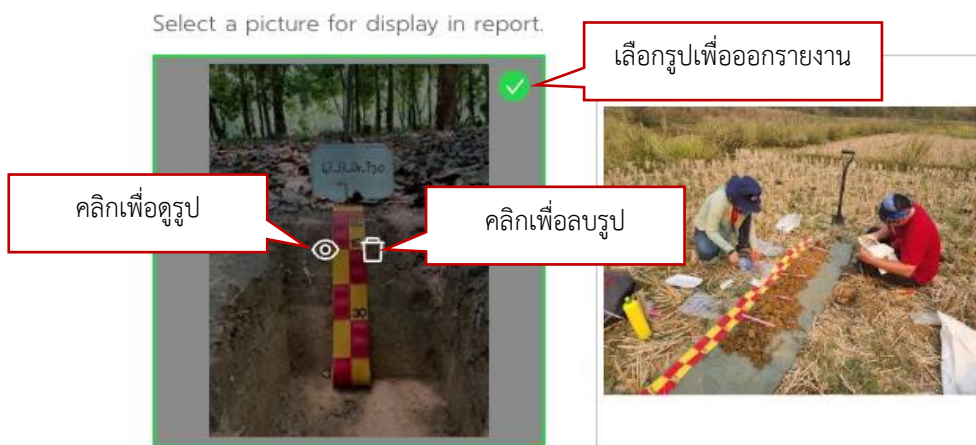 Select a picture for display in report.
เลือกรูปเพื่อออกรายงาน
คลิกเพื่อดูรูป
คลิกเพื่อลบรูป
30